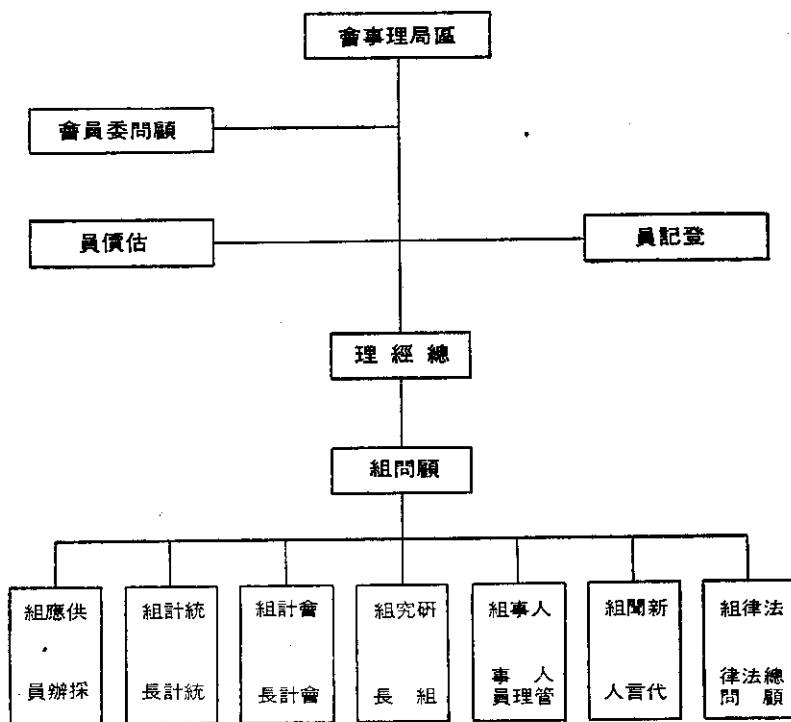 區局理事會
顧問委員會
登記員
估價員
總經理
顧問組
法律組
總法律
顧問
新聞組
代言人
人事組
人事
管理員
研究組
組長
會計組
會計長
統計組
統計長
供應組
採辦員